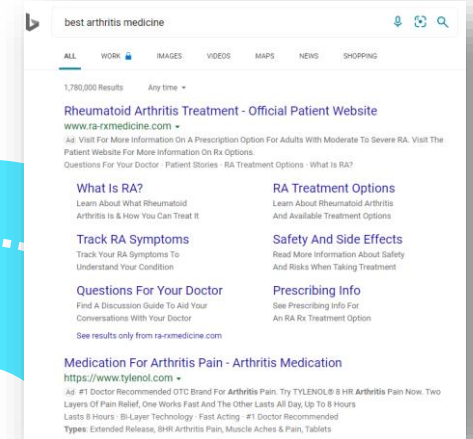 best arthritis medicine
ALL WORK IMAGES VIDEOS MAPS NEWS SHOPPING
1,780,000 Results Any time
Rheumatoid Arthritis Treatment - Official Patient Website
www.ra-rxmedicine.com
Ad Visit For More Information On A Prescription Option For Adults With Moderate To Severe RA. Visit The
Patient Website For More Information On Rx Options.
Questions For Your Doctor · Patient Stories · RA Treatment Options · What Is RA?
What Is RA? RA Treatment Options
Learn About What Rheumatoid Learn About Rheumatoid Arthritis
Arthritis Is & How You Can Treat It And Available Treatment Options
Track RA Symptoms Safety And Side Effects
Track Your RA Symptoms To Read More Information About Safety
Understand Your Condition And Risks When Taking Treatment
Questions For Your Doctor Prescribing Info
Find A Discussion Guide To Aid Your See Prescribing Info For
Conversations With Your Doctor An RA Rx Treatment Option
See results only from ra-rxmedicine.com
Medication For Arthritis Pain - Arthritis Medication
https://www.tylenol.com
Ad #1 Doctor Recommended OTC Brand For Arthritis Pain. Try TYLENOL® 8 HR Arthritis Pain Now. Two
Layers Of Pain Relief, One Works Fast And The Other Lasts All Day, Up To 8 Hours
Lasts 8 Hours · Bi-Layer Technology · Fast Acting · #1 Doctor Recommended
Types: Extended Release, 8HR Arthritis Pain, Muscle Aches & Pain, Tablets